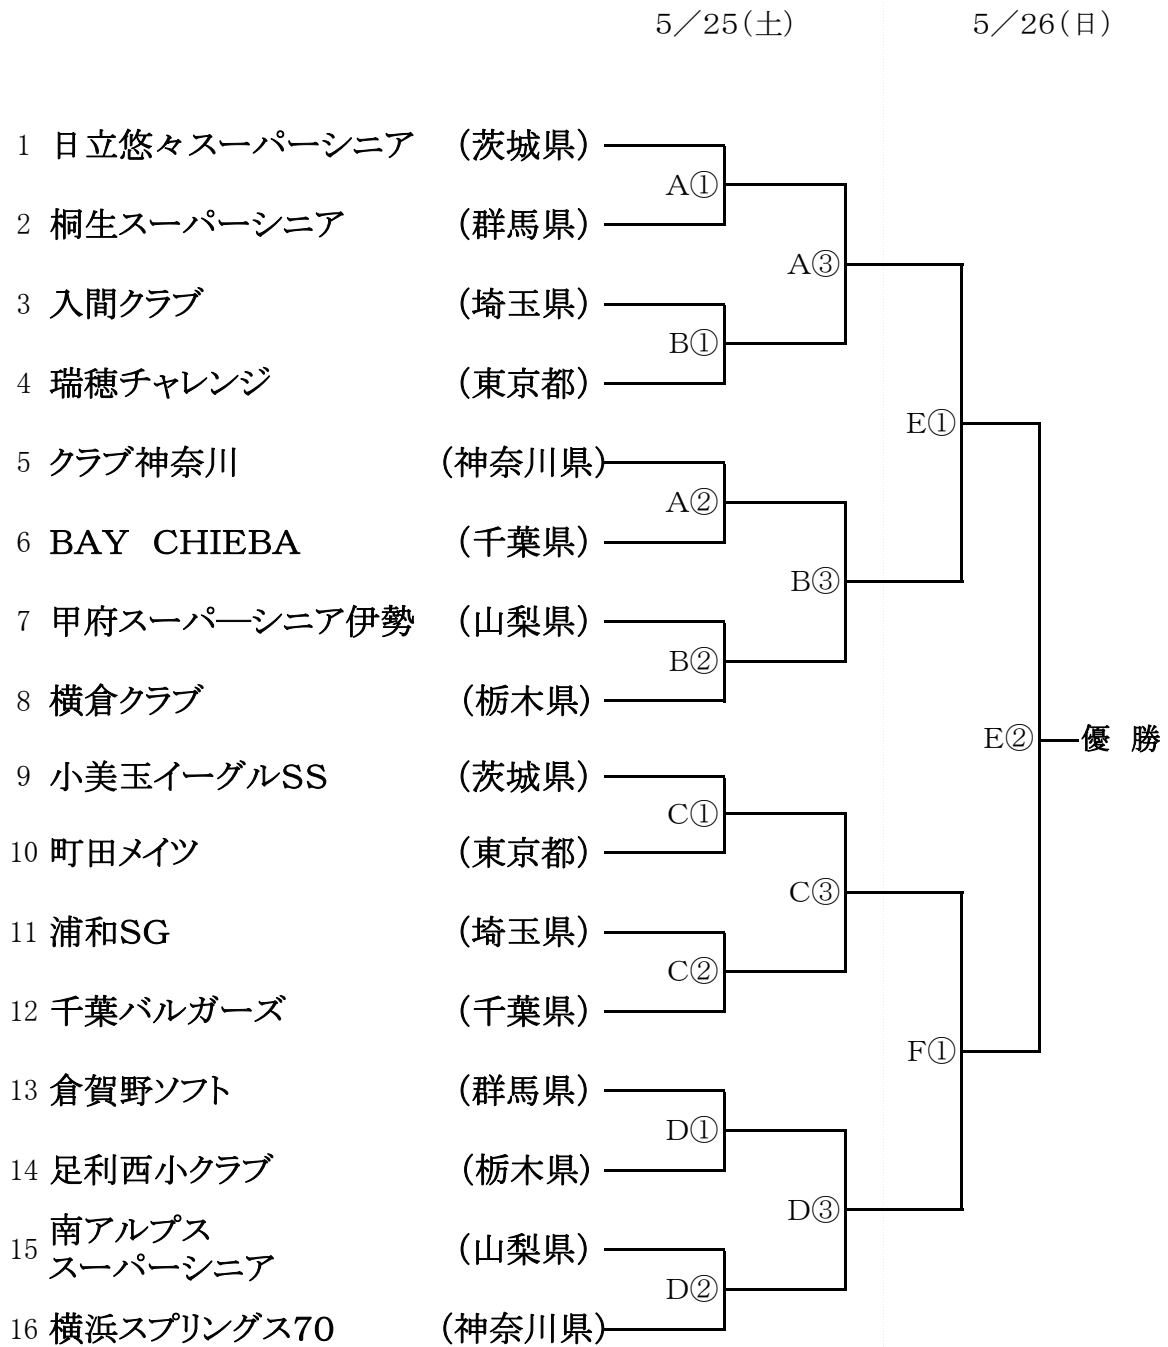 5／25（土） 5／26（日）
1 日立悠々スーパーシニア （茨城県）
A①
2 桐生スーパーシニア （群馬県）
A③
3 入間クラブ （埼玉県）
B①
4 瑞穂チャレンジ （東京都）
E①
5 クラブ神奈川 （神奈川県）
A②
6 BAY　CHIEBA （千葉県）
B③
7 甲府スーパ―シニア伊勢 （山梨県）
B②
8 横倉クラブ （栃木県）
E② 優　勝
9 小美玉イーグルSS （茨城県）
C①
10 町田メイツ （東京都）
C③
11 浦和SG （埼玉県）
C②
12 千葉バルガーズ （千葉県）
F①
13 倉賀野ソフト （群馬県）
D①
14 足利西小クラブ （栃木県）
D③
15 南アルプス
スーパーシニア （山梨県）
D②
16 横浜スプリングス70 （神奈川県）